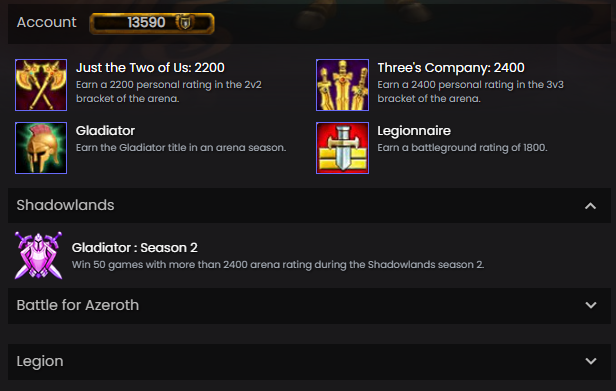 Account 13590
Just the Two of Us: 2200
Earn a 2200 personal rating in the 2v2
bracket of the arena.
Three's Company: 2400
Earn a 2400 personal rating in the 3v3
bracket of the arena.
Gladiator
Earn the Gladiator title in an arena season.
Legionnaire
Earn a battleground rating of 1800.
Shadowlands
Gladiator : Season 2
Win 50 games with more than 2400 arena rating during the Shadowlands season 2.
Battle for Azeroth
Legion